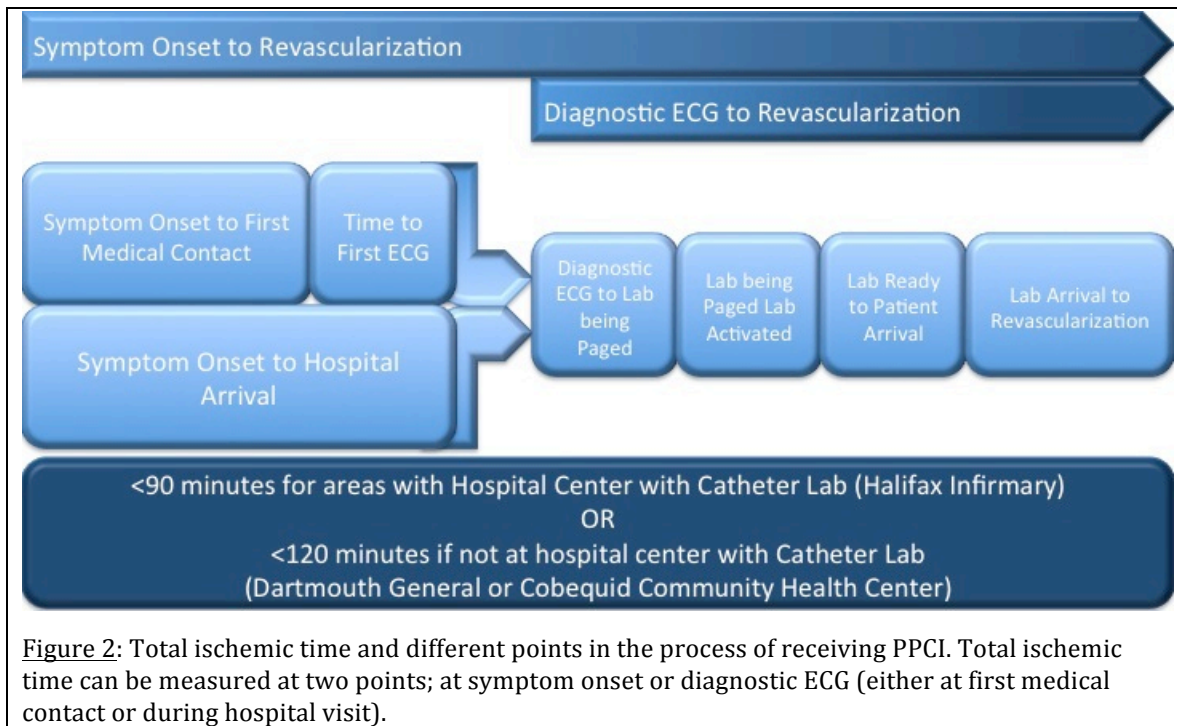 Symptom Onset to Revascularization
Diagnostic ECG to Revascularization
Symptom Onset to First
Medical Contact
Time to
First ECG
Symptom Onset to Hospital
Arrival
Diagnostic
ECG to Lab
being
Paged
Lab being
Paged Lab
Activated
Lab Ready
to Patient
Arrival
Lab Arrival to
Revascularization
<90 minutes for areas with Hospital Center with Catheter Lab (Halifax Infirmary)
OR
<120 minutes if not at hospital center with Catheter Lab
(Dartmouth General or Cobequid Community Health Center)
Figure 2: Total ischemic time and different points in the process of receiving PPCI. Total ischemic
time can be measured at two points; at symptom onset or diagnostic ECG (either at first medical
contact or during hospital visit).